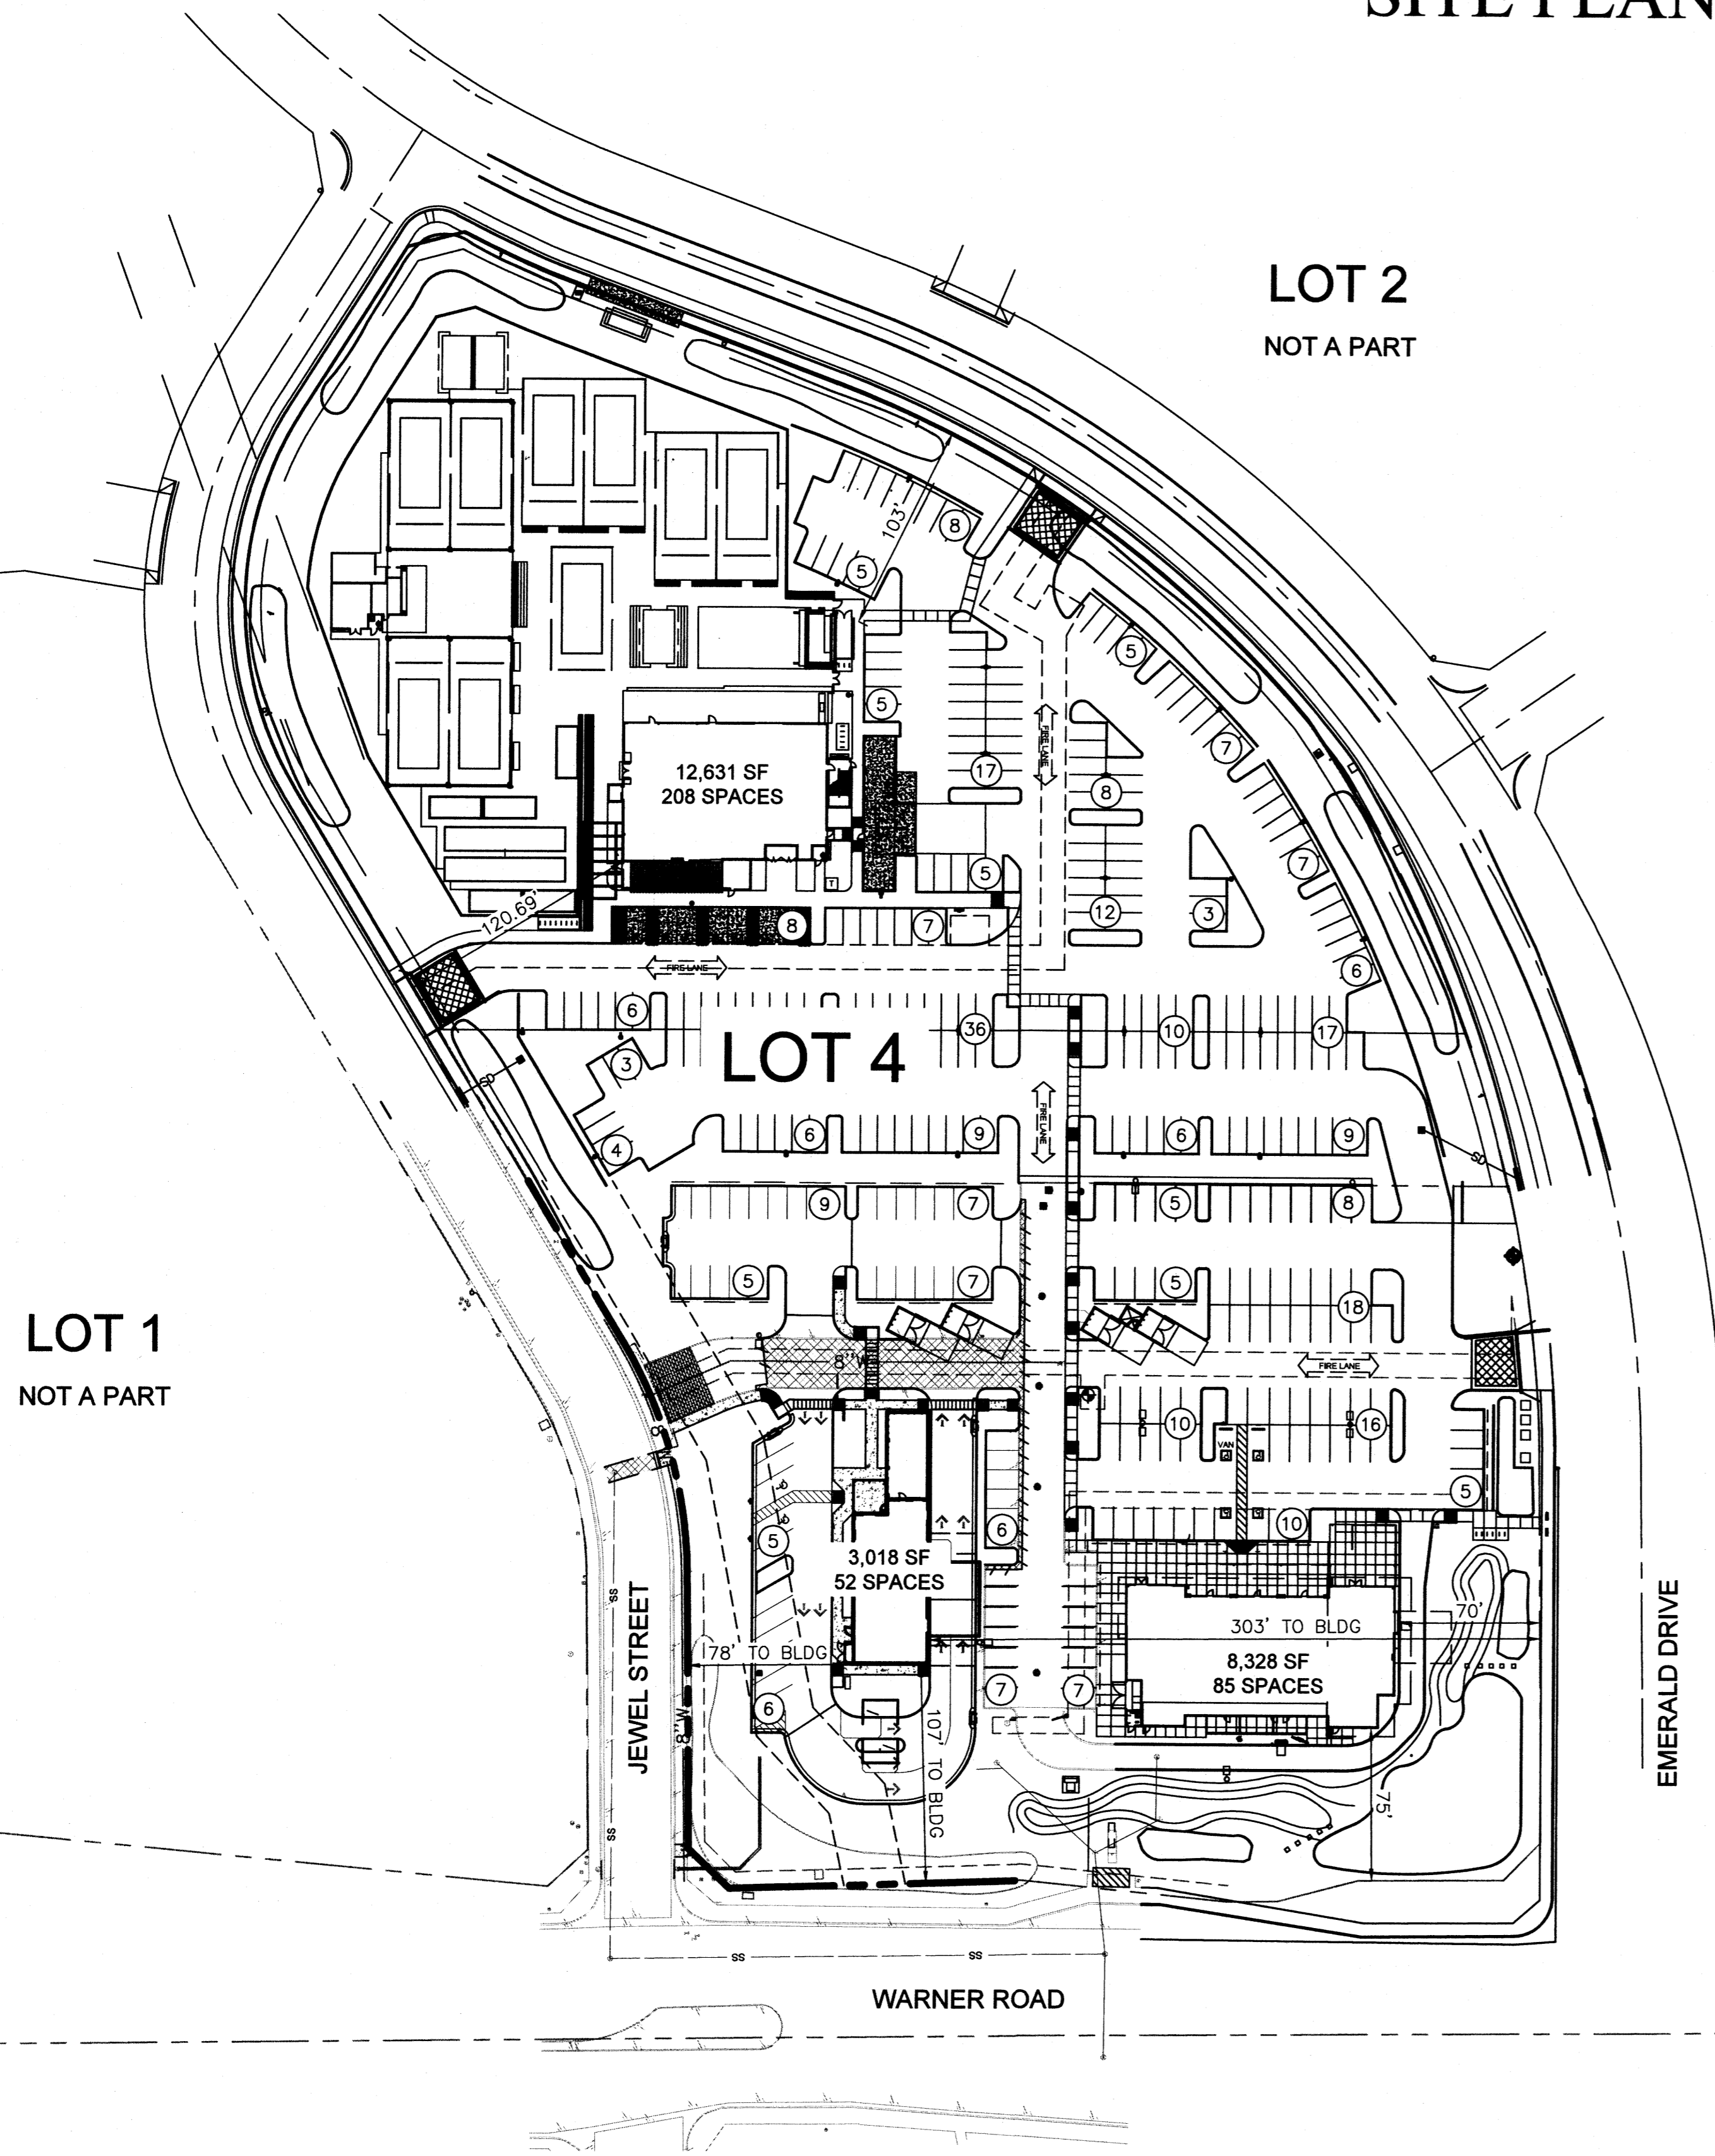 SITE PLAN
LOT 2
NOT A PART
103'
8
5
5
5
7
17
FIRE LANE
8
12,631 SF
208 SPACES
7
5
12
3
120.69'
8
7
6
FIRE LANE
6
36
10
17
LOT 4
3
SD
FIRE LANE
4
6
9
6
9
SD
9
7
5
8
5
7
5
18
LOT 1
NOT A PART
8"W
FIRE LANE
10
16
VAN
5
5
6
10
3,018 SF
52 SPACES
SS
JEWEL STREET
EMERALD DRIVE
303' TO BLDG
70'
78' TO BLDG
8,328 SF
85 SPACES
6
7
7
8"W
107' TO BLDG
75'
SS
SS
SS
WARNER ROAD